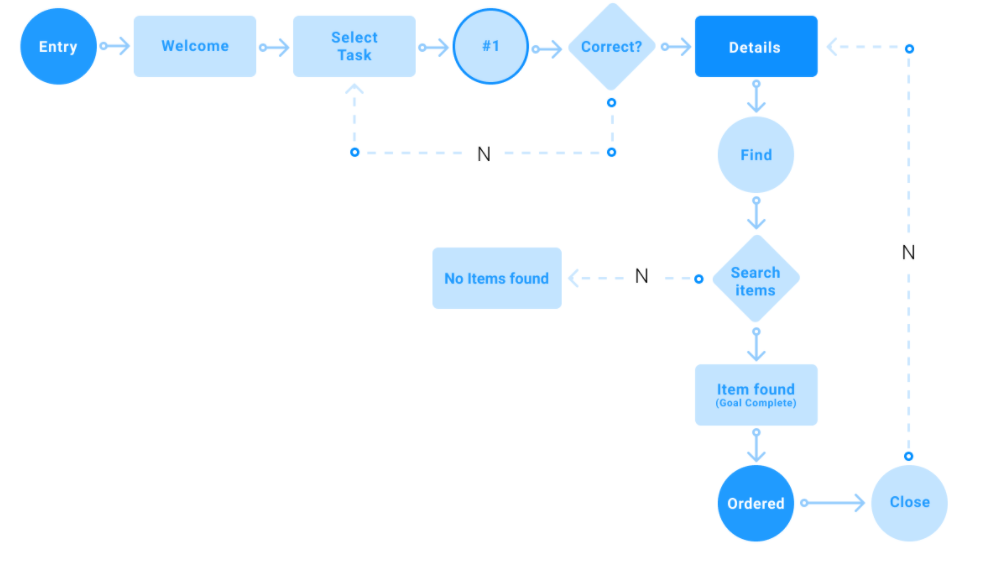 Entry
Welcome
Select
Task
#1
Correct?
Details
N
Find
N
No Items found
N
Search
items
Item found
(Goal Complete)
Ordered
Close